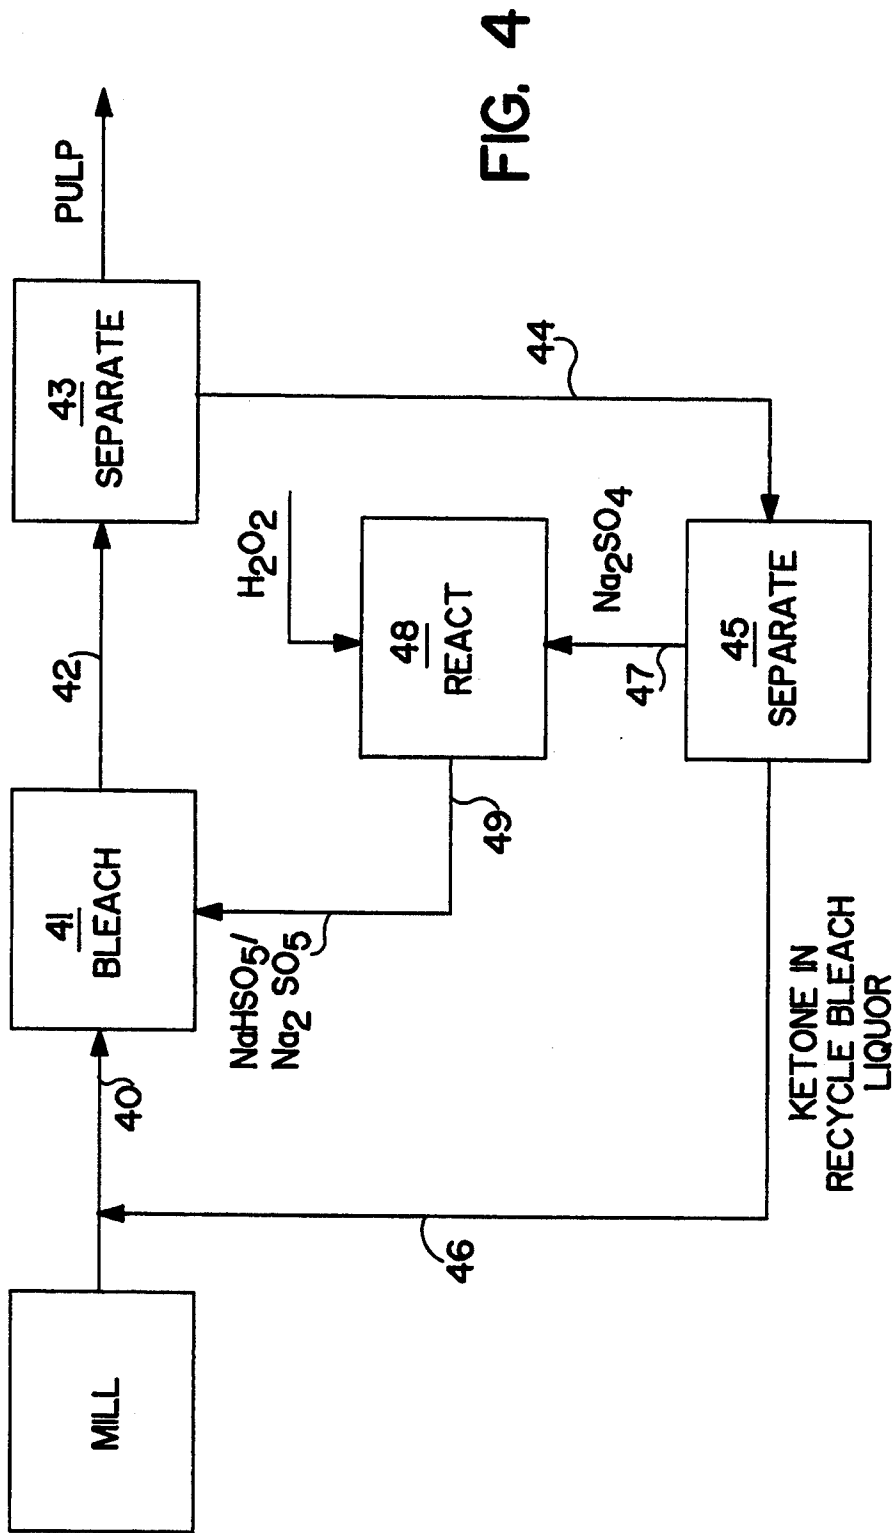 MILL
40
41
BLEACH
42
43
SEPARATE
PULP
NaHSO5/
Na2 SO5
49
H2O2
48
REACT
44
46
KETONE IN
RECYCLE BLEACH
LIQUOR
47
Na2SO4
45
SEPARATE
FIG. 4